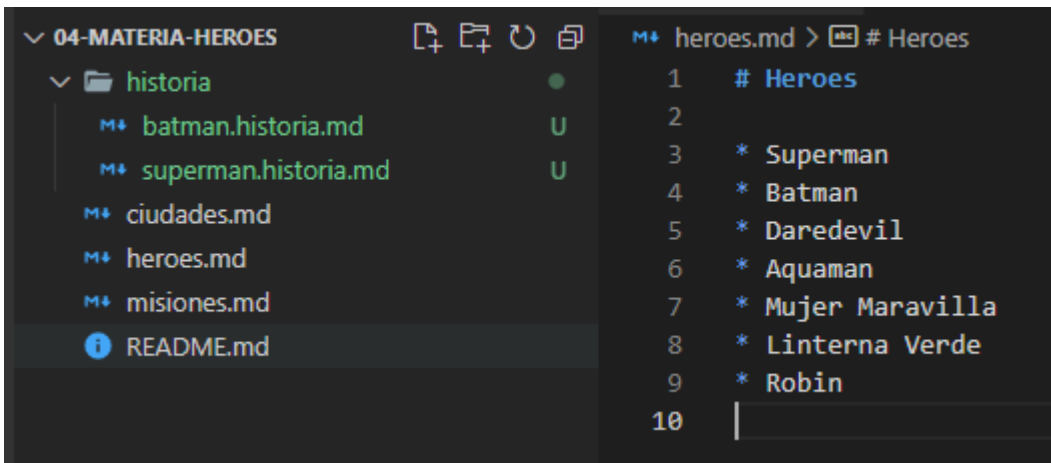 04-MATERIA-HEROES
historia
batman.historia.md U
superman.historia.md U
ciudades.md
heroes.md
misiones.md
README.md
heroes.md > # Heroes
1 # Heroes
2
3 * Superman
4 * Batman
5 * Daredevil
6 * Aquaman
7 * Mujer Maravilla
8 * Linterna Verde
9 * Robin
10